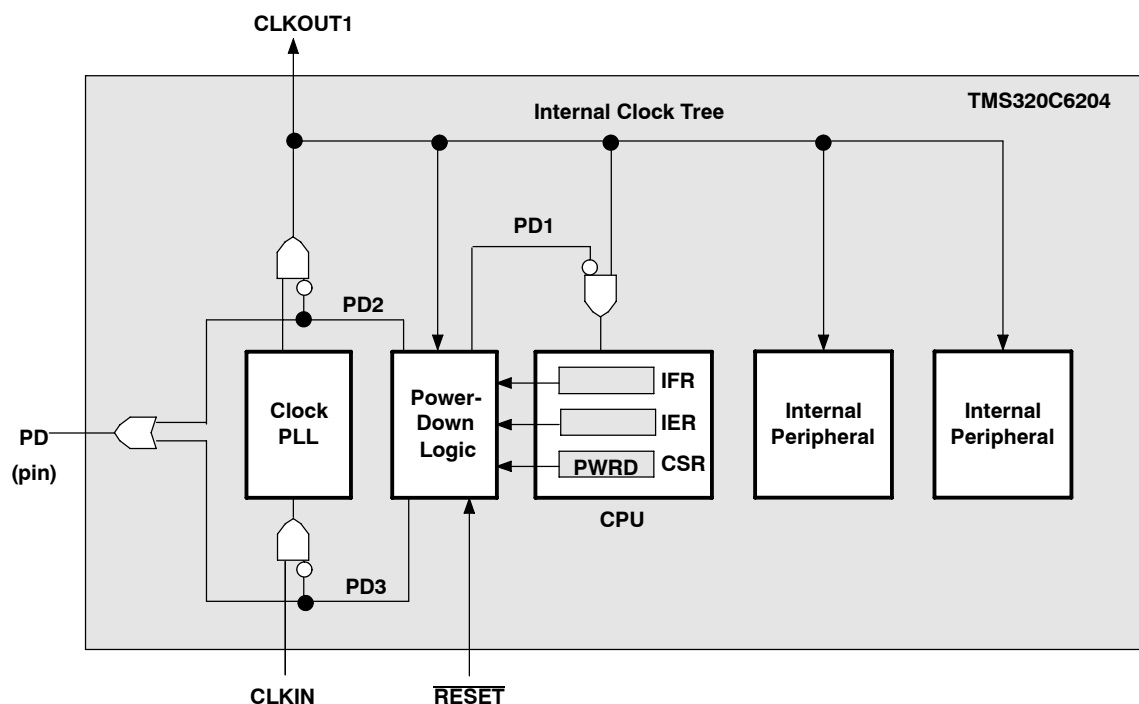 CLKOUT1
TMS320C6204
Internal Clock Tree
PD1
PD2
Clock
PLL
Power-
Down
Logic
IFR
IER
PWRD
CSR
CPU
Internal
Peripheral
Internal
Peripheral
PD
(pin)
PD3
CLKIN
RESET